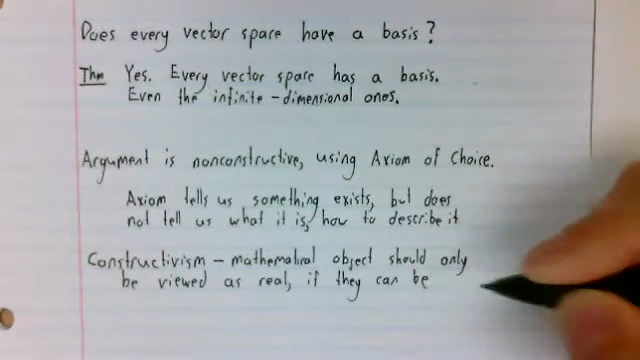 Does every vector space have a basis?
Thm Yes. Every vector space has a basis.
Even the infinite-dimensional ones.
Argument is nonconstructive, using Axiom of Choice.
Axiom tells us something exists, but does
not tell us what it is, how to describe it
Constructivism - mathematical object should only
be viewed as real, if they can be